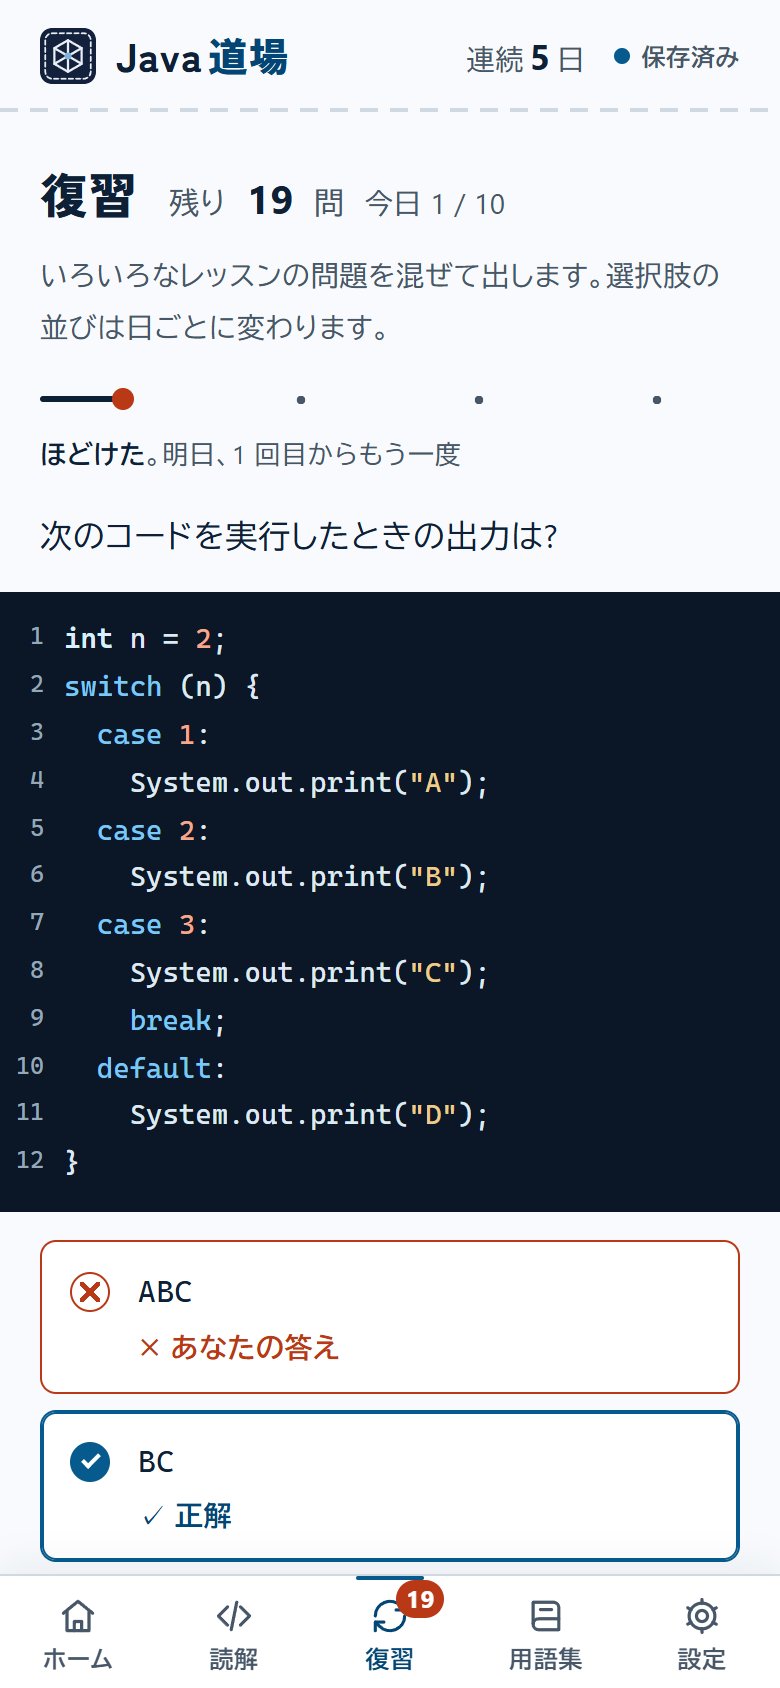 Java 道場
連続 5 日
保存済み
復習 残り 19 問 今日 1 / 10
いろいろなレッスンの問題を混ぜて出します。選択肢の
並びは日ごとに変わります。
ほどけた。明日、1 回目からもう一度
次のコードを実行したときの出力は?
1 int n = 2;
2 switch (n) {
3   case 1:
4     System.out.print("A");
5   case 2:
6     System.out.print("B");
7   case 3:
8     System.out.print("C");
9     break;
10   default:
11     System.out.print("D");
12 }
ABC
× あなたの答え
BC
✓ 正解
19
ホーム 読解 復習 用語集 設定